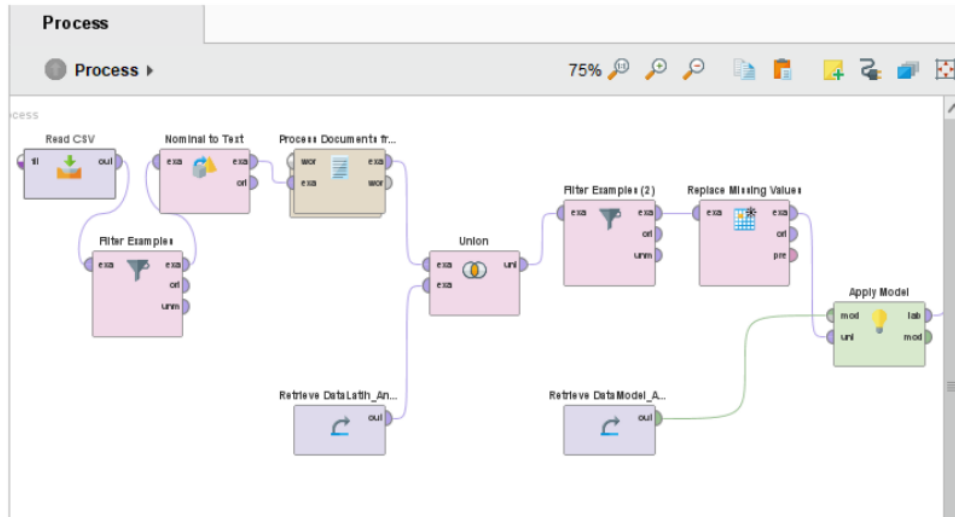 Process
Process
75%
ocess
Read CSV
fil
out
Nominal to Text
exa
exa
ori
Process Documents fr...
wor
exa
exa
wor
Filter Examples
exa
exa
ori
unm
Union
exa
exa
uni
Filter Examples (2)
exa
exa
ori
unm
Replace Missing Values
exa
exa
ori
pre
Apply Model
mod
lab
unl
mod
Retrieve DataLatih_An...
out
Retrieve DataModel_A...
out